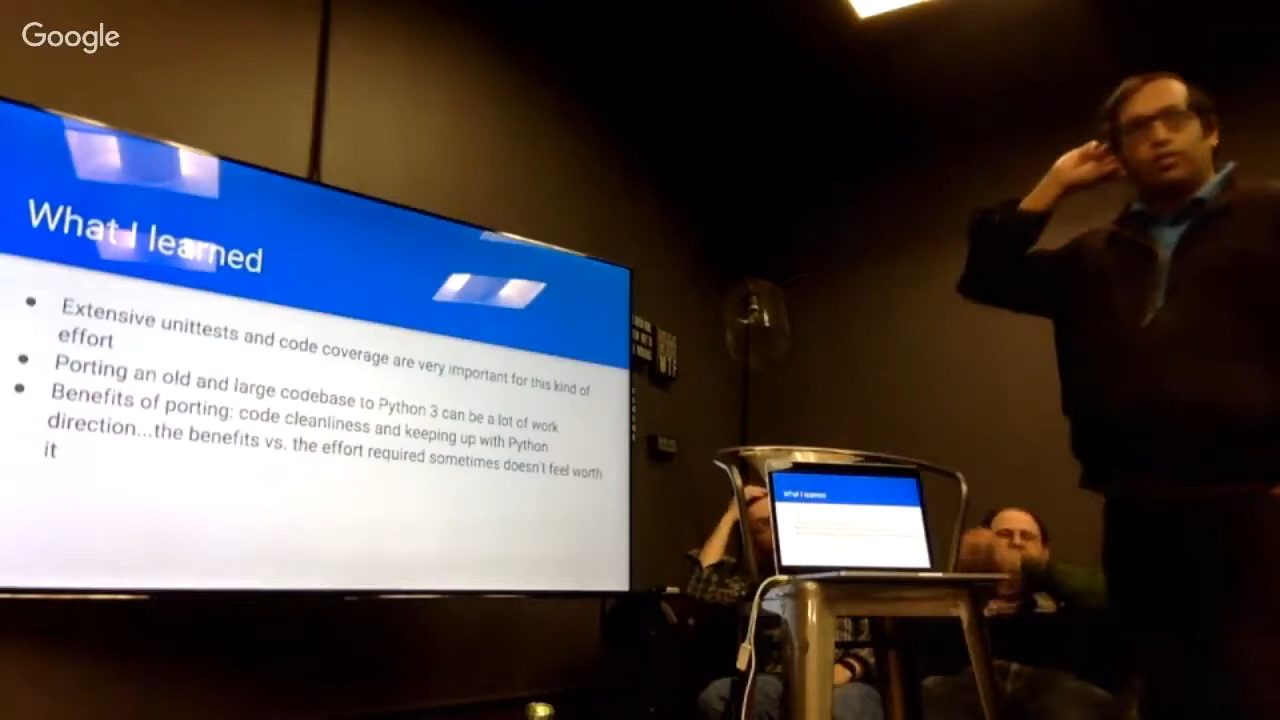 Google
What I learned
Extensive unittests and code coverage are very important for this kind of
effort
Porting an old and large codebase to Python 3 can be a lot of work
Benefits of porting: code cleanliness and keeping up with Python
direction...the benefits vs. the effort required sometimes doesn't feel worth
it
What I learned